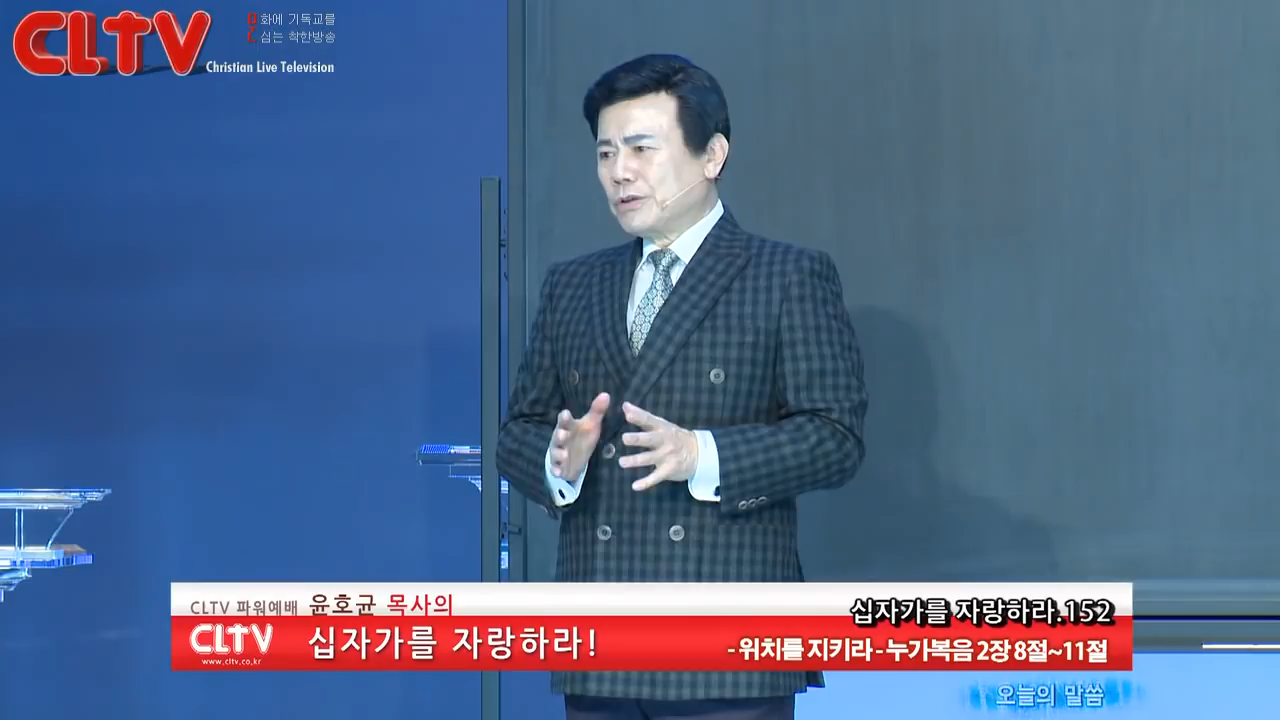 CLTV
문화에 기독교를
심는 착한방송
Christian Live Television
CLTV 파워예배 윤호균 목사의
십자가를 자랑하라.152
CLTV
www.cltv.co.kr
십자가를 자랑하라!
- 위치를 지키라 - 누가복음 2장 8절~11절
오늘의 말씀